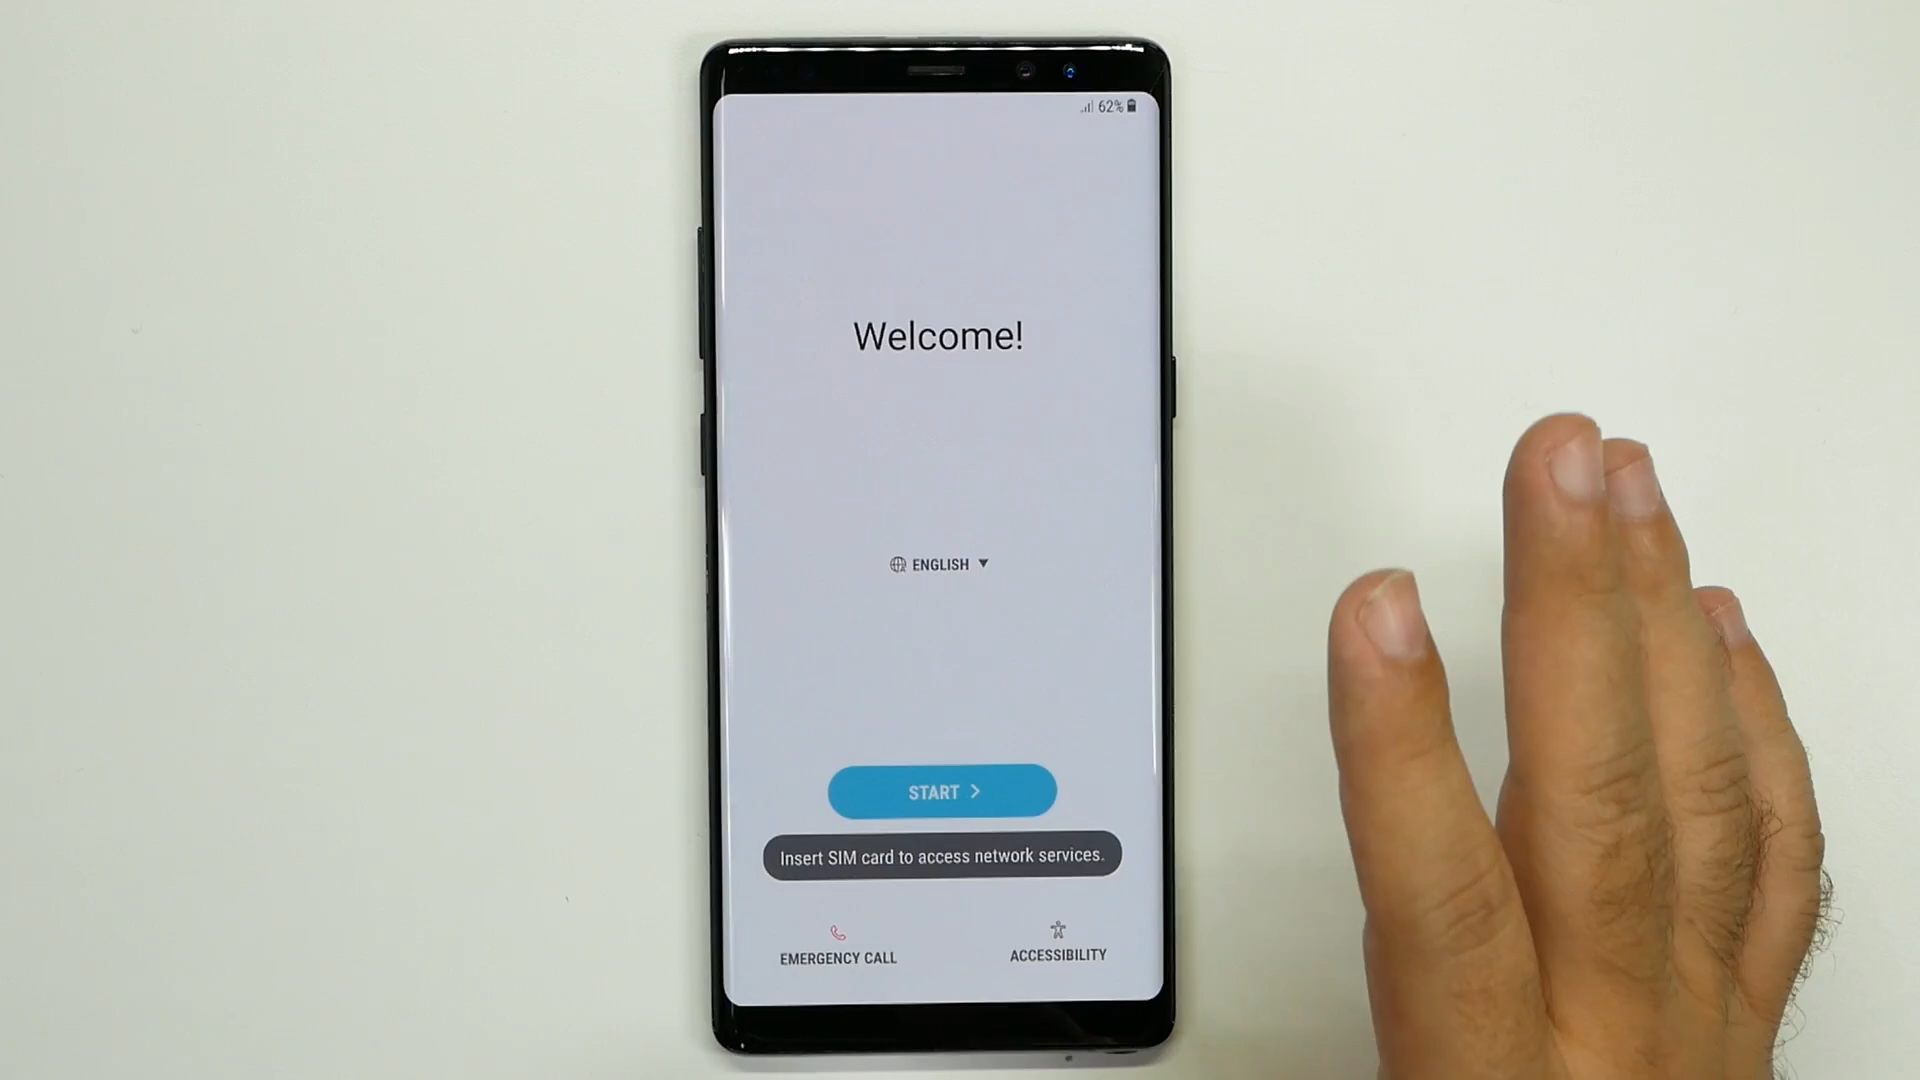 62%
Welcome!
ENGLISH
START
Insert SIM card to access network services.
EMERGENCY CALL
ACCESSIBILITY